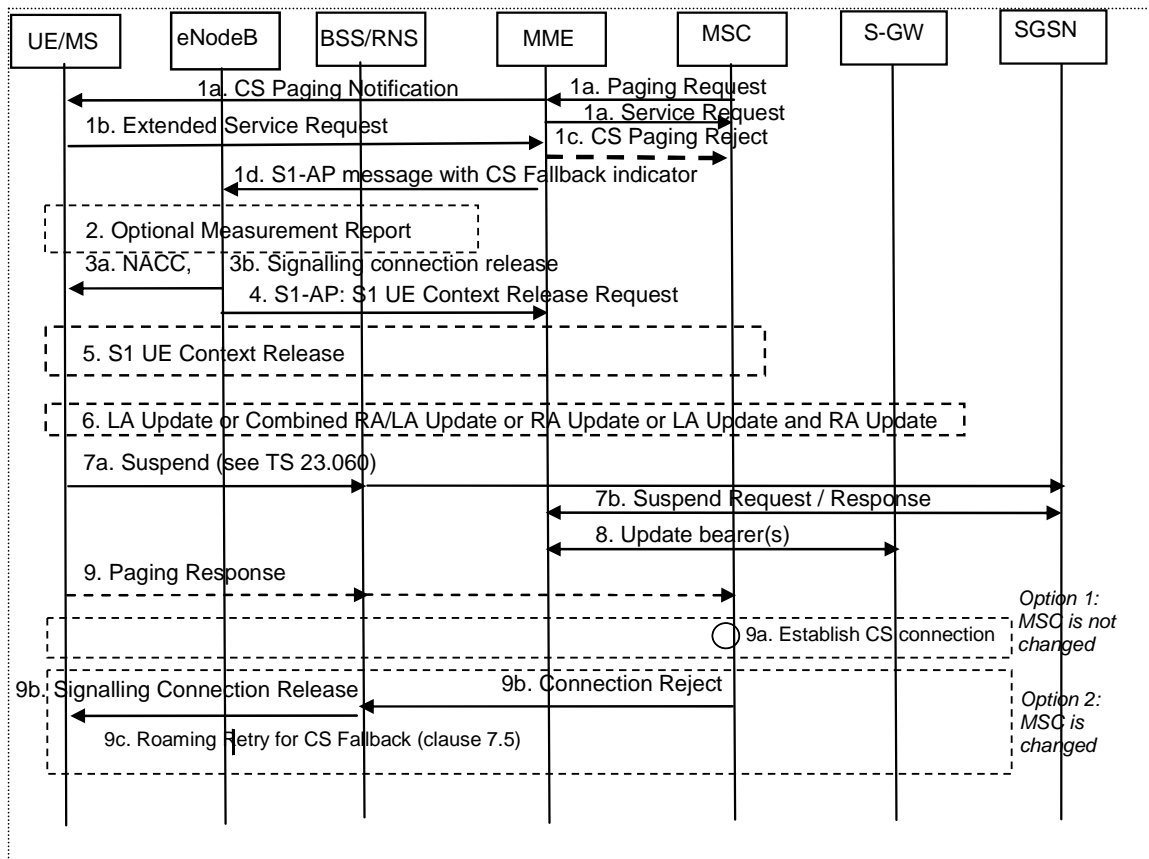 UE/MS
eNodeB
BSS/RNS
MME
MSC
S-GW
SGSN
1a. CS Paging Notification
1a. Paging Request
1a. Service Request
1b. Extended Service Request
1c. CS Paging Reject
1d. S1-AP message with CS Fallback indicator
2. Optional Measurement Report
3a. NACC,
3b. Signalling connection release
4. S1-AP: S1 UE Context Release Request
5. S1 UE Context Release
6. LA Update or Combined RA/LA Update or RA Update or LA Update and RA Update
7a. Suspend (see TS 23.060)
7b. Suspend Request / Response
8. Update bearer(s)
9. Paging Response
Option 1:
MSC is not
changed
9a. Establish CS connection
9b. Signalling Connection Release
9b. Connection Reject
Option 2:
MSC is
changed
9c. Roaming Retry for CS Fallback (clause 7.5)